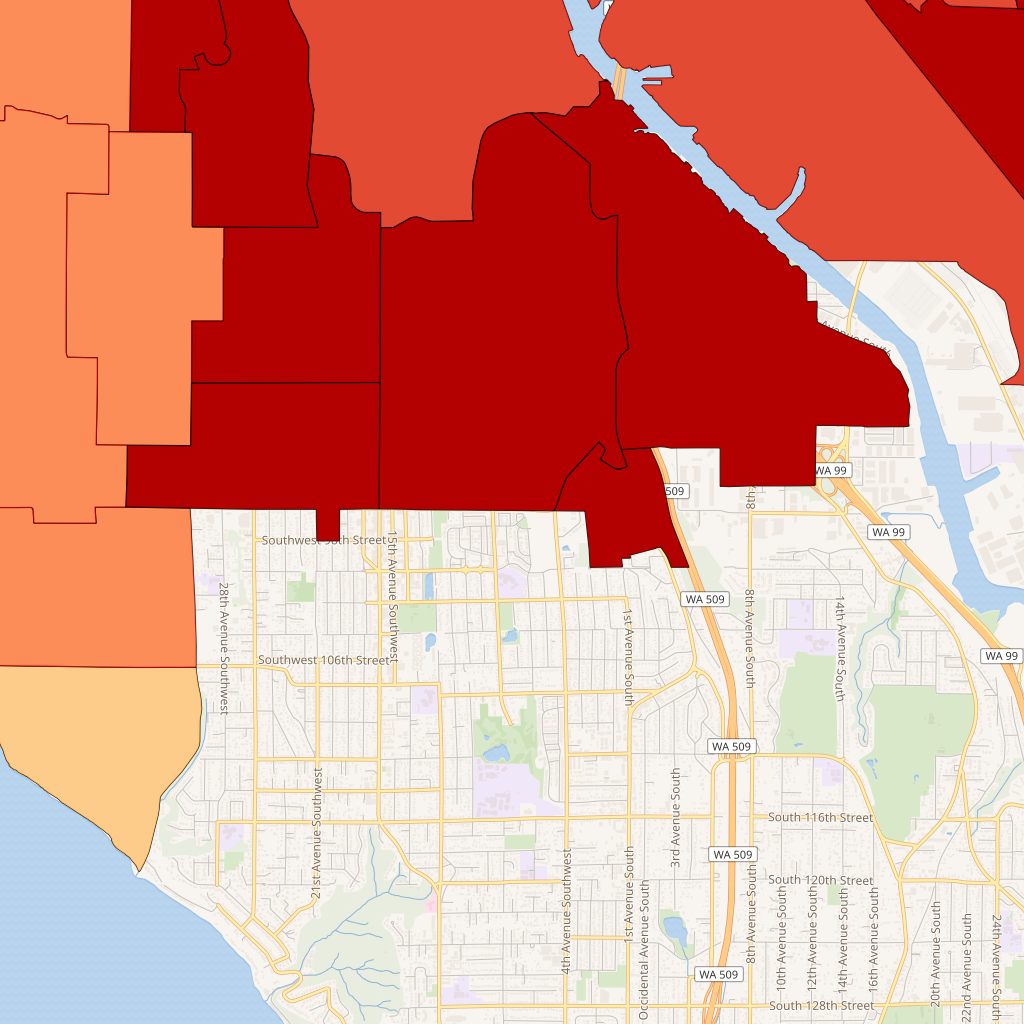 Avenue South
WA 99
509
8th
WA 99
Southwest 98th Street
15th Avenue Southwest
28th Avenue Southwest
WA 509
8th Avenue South
14th Avenue South
1st Avenue South
WA 99
Southwest 106th Street
WA 509
21st Avenue Southwest
3rd Avenue South
South 116th Street
WA 509
4th Avenue Southwest
1st Avenue South
Occidental Avenue South
8th Avenue South
South 120th Street
10th Avenue South
12th Avenue South
14th Avenue South
16th Avenue South
20th Avenue South
22nd Avenue South
24th Avenue South
WA 509
South 128th Street